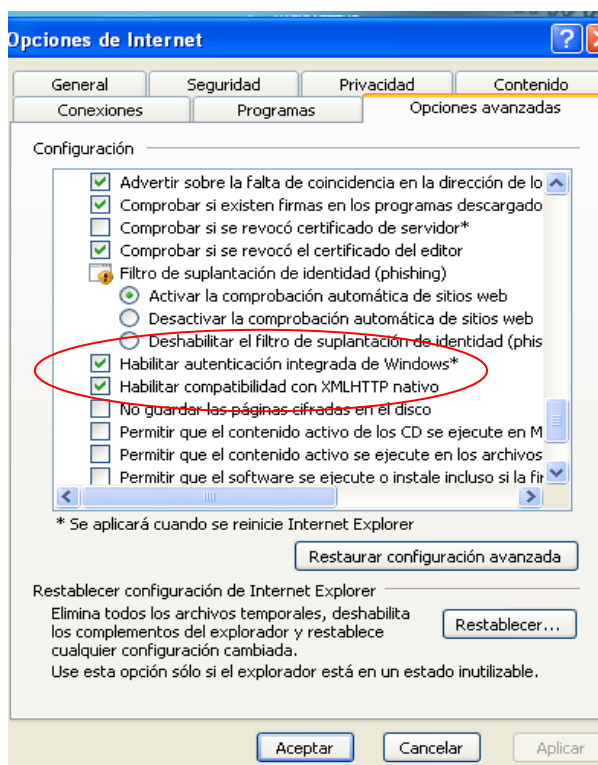 Opciones de Internet
General
Seguridad
Privacidad
Contenido
Conexiones
Programas
Opciones avanzadas
Configuración
Advertir sobre la falta de coincidencia en la dirección de lo
Comprobar si existen firmas en los programas descargado
Comprobar si se revocó certificado de servidor*
Comprobar si se revocó el certificado del editor
Filtro de suplantación de identidad (phishing)
Activar la comprobación automática de sitios web
Desactivar la comprobación automática de sitios web
Deshabilitar el filtro de suplantación de identidad (phis
Habilitar autenticación integrada de Windows*
Habilitar compatibilidad con XMLHTTP nativo
No guardar las páginas cifradas en el disco
Permitir que el contenido activo de los CD se ejecute en M
Permitir que el contenido activo se ejecute en los archivos
Permitir que el software se ejecute o instale incluso si la fir
* Se aplicará cuando se reinicie Internet Explorer
Restaurar configuración avanzada
Restablecer configuración de Internet Explorer
Elimina todos los archivos temporales, deshabilita
los complementos del explorador y restablece
cualquier configuración cambiada.
Restablecer...
Use esta opción sólo si el explorador está en un estado inutilizable.
Aceptar
Cancelar
Aplicar